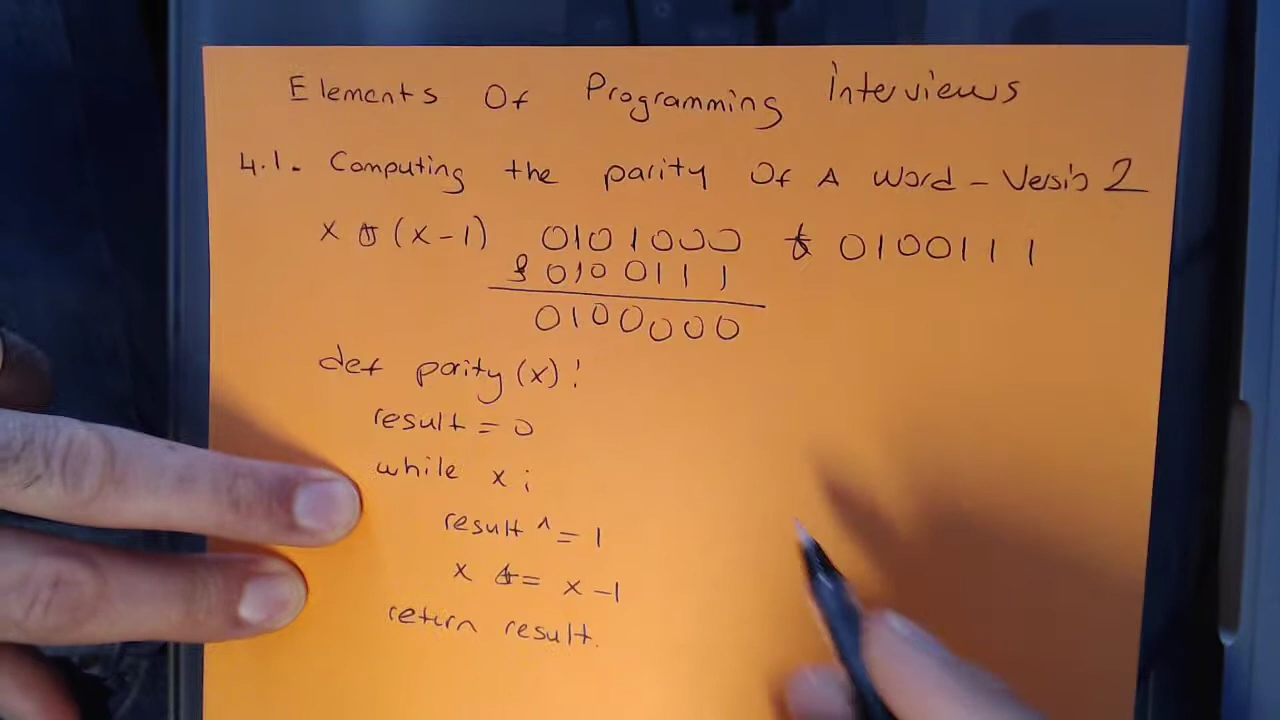 Elements Of Programming Interviews
4.1. Computing the parity Of A Word - Versio 2
x & (x-1) 0101000 & 0100111
& 0100111
0100000
def parity(x):
result = 0
while x :
result ^= 1
x &= x-1
return result.